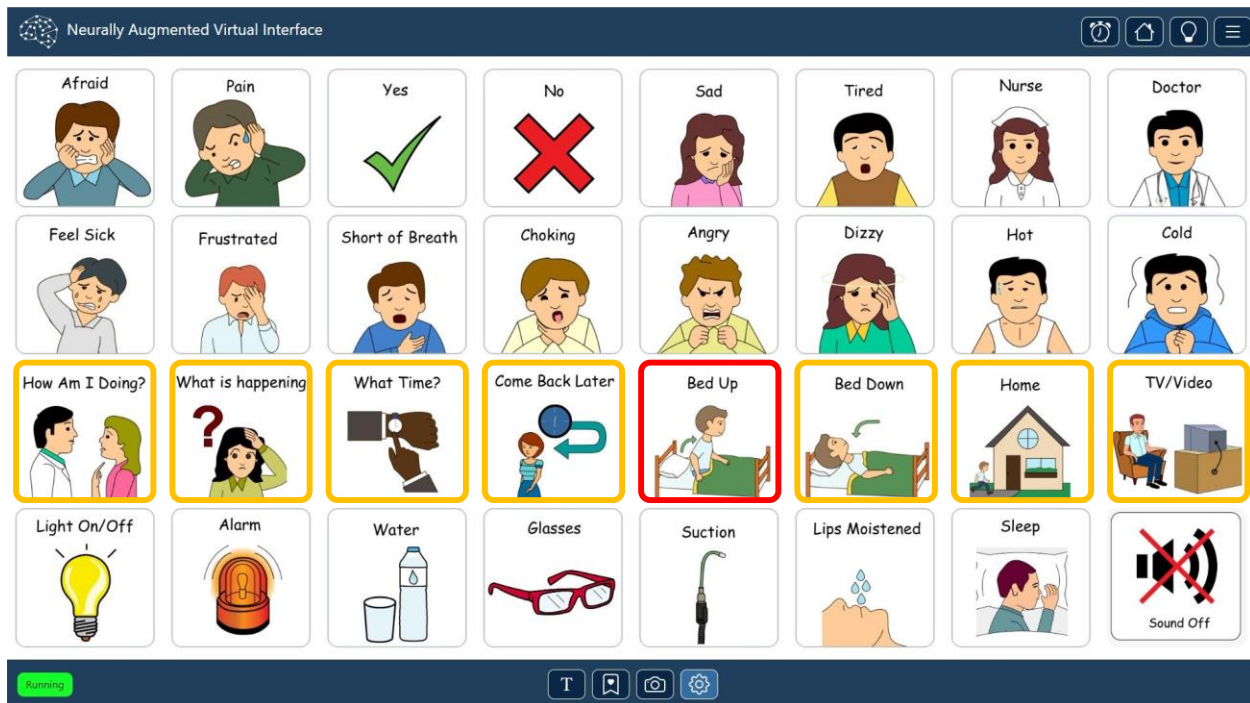 Neurally Augmented Virtual Interface
Afraid
Pain
Yes
No
Sad
Tired
Nurse
Doctor
Feel Sick
Frustrated
Short of Breath
Choking
Angry
Dizzy
Hot
Cold
How Am I Doing?
What is happening
What Time?
Come Back Later
Bed Up
Bed Down
Home
TV/Video
Light On/Off
Alarm
Water
Glasses
Suction
Lips Moistened
Sleep
Sound Off
Running
T